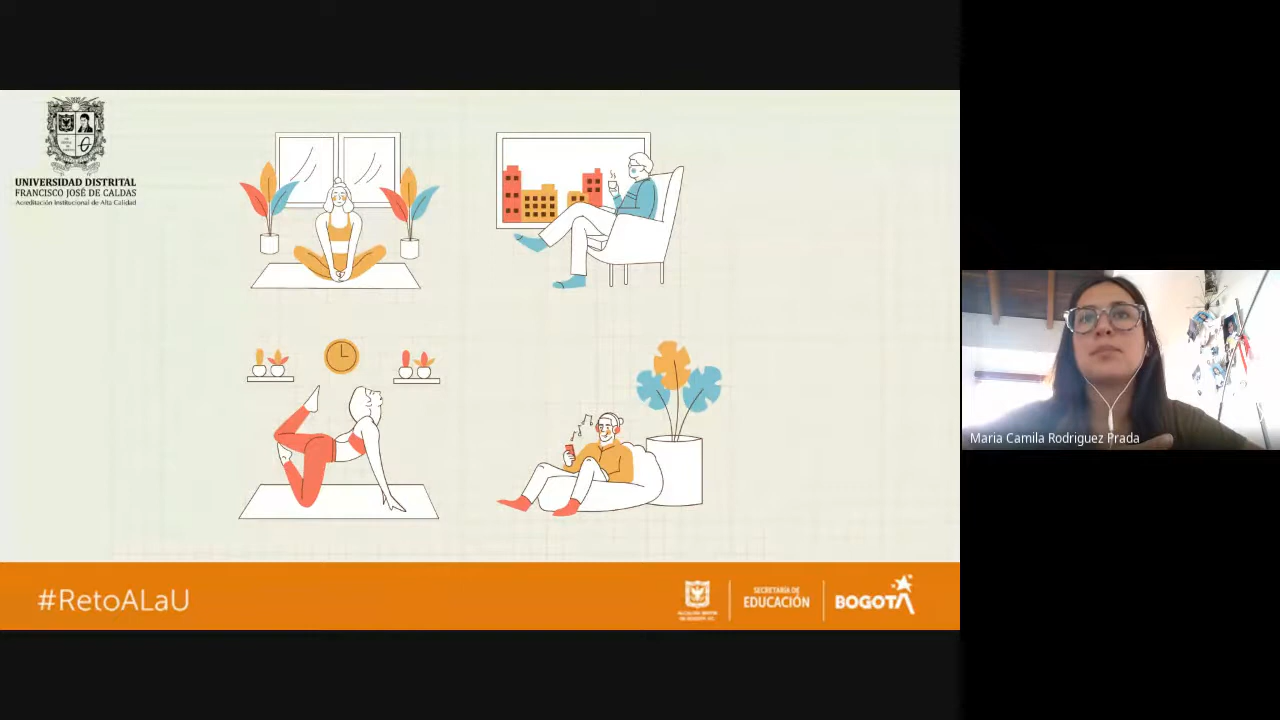 UNIVERSIDAD DISTRITAL
FRANCISCO JOSÉ DE CALDAS
Acreditación Institucional de Alta Calidad
Maria Camila Rodriguez Prada
#RetoALaU
SECRETARÍA DE
EDUCACIÓN
BOGOTÁ